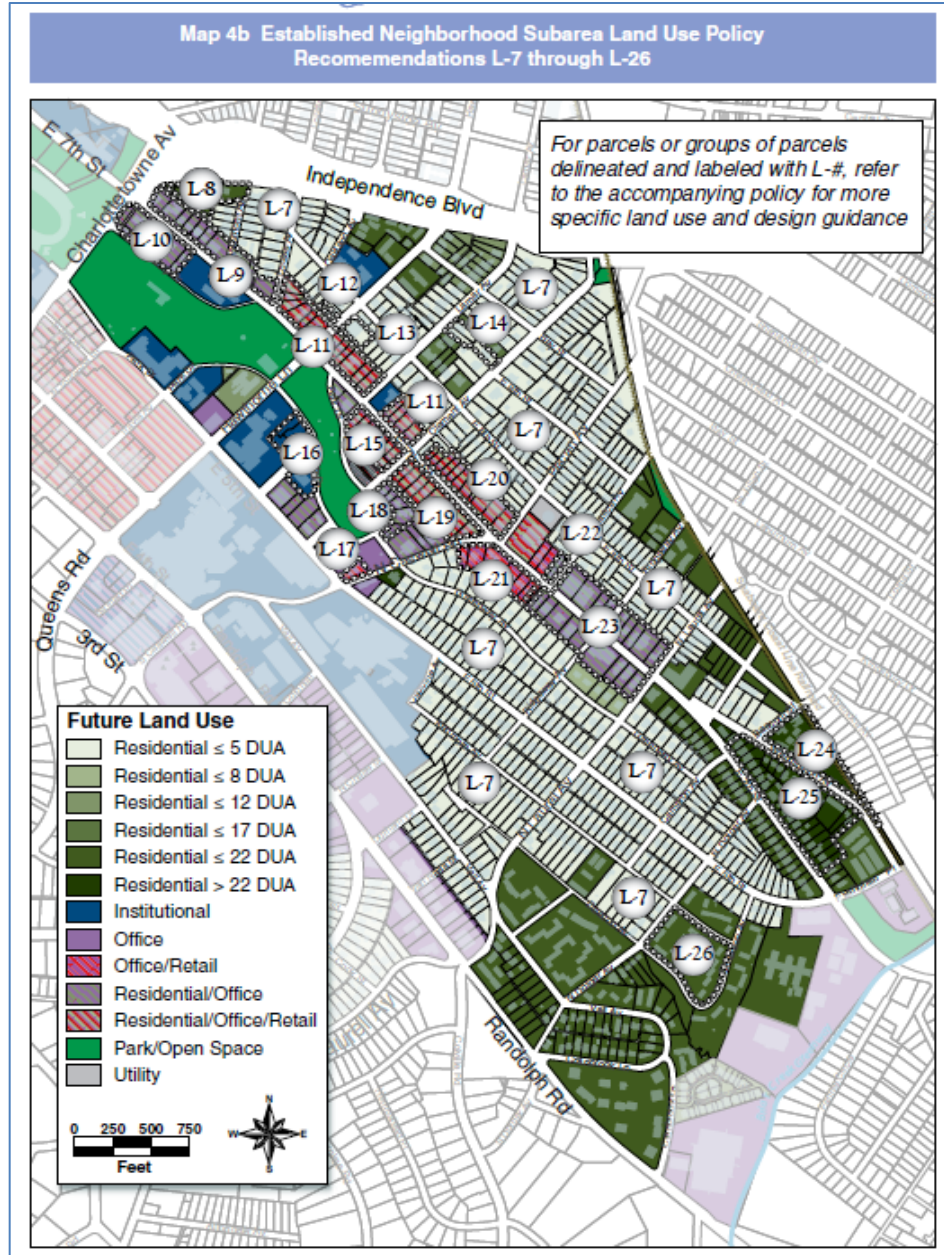 Map 4b Established Neighborhood Subarea Land Use Policy
Recomemendations L-7 through L-26
For parcels or groups of parcels
delineated and labeled with L-#, refer
to the accompanying policy for more
specific land use and design guidance
E 7th St
Charlottetowne Av
Independence Blvd
L-8
L-7
L-10
L-9
L-12
L-7
L-14
L-13
L-11
L-11
L-7
L-15
L-16
L-20
L-18
L-19
L-22
L-17
L-21
L-7
L-23
L-7
Queens Rd
3rd St
L-24
L-7
L-7
L-25
N Laurel Av
L-7
L-26
Randolph Rd
Future Land Use
Residential ≤ 5 DUA
Residential ≤ 8 DUA
Residential ≤ 12 DUA
Residential ≤ 17 DUA
Residential ≤ 22 DUA
Residential > 22 DUA
Institutional
Office
Office/Retail
Residential/Office
Residential/Office/Retail
Park/Open Space
Utility
0 250 500 750
Feet
N
W E
S